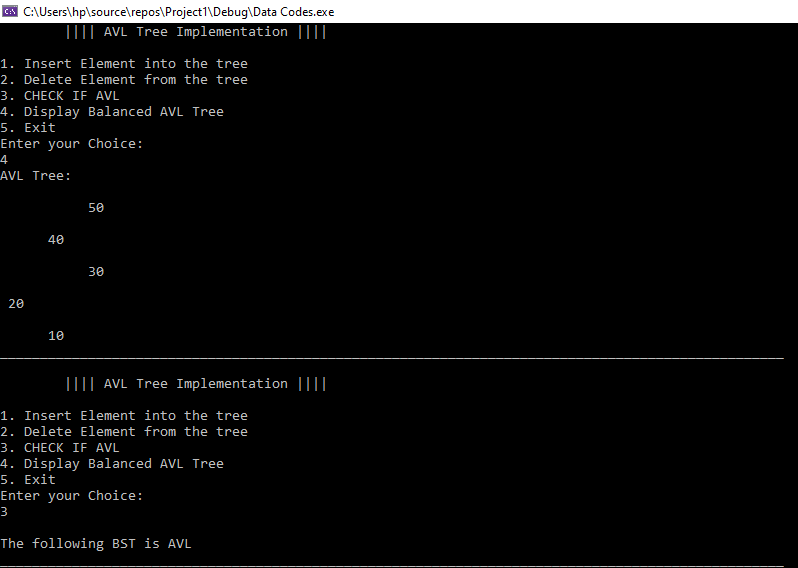 C:\Users\hp\source\repos\Project1\Debug\Data Codes.exe
|||| AVL Tree Implementation ||||
1. Insert Element into the tree
2. Delete Element from the tree
3. CHECK IF AVL
4. Display Balanced AVL Tree
5. Exit
Enter your Choice:
4
AVL Tree:
50
40
30
20
10
|||| AVL Tree Implementation ||||
1. Insert Element into the tree
2. Delete Element from the tree
3. CHECK IF AVL
4. Display Balanced AVL Tree
5. Exit
Enter your Choice:
3
The following BST is AVL